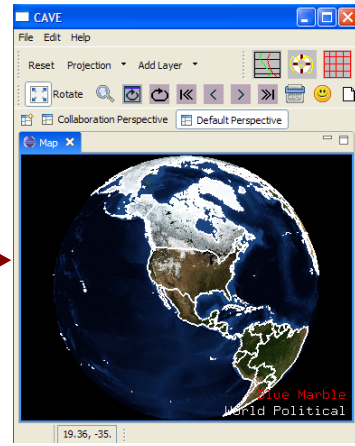 CAVE
File Edit Help
Reset Projection Add Layer
Rotate
Collaboration Perspective Default Perspective
Map
Blue Marble
World Political
19.36, -35.